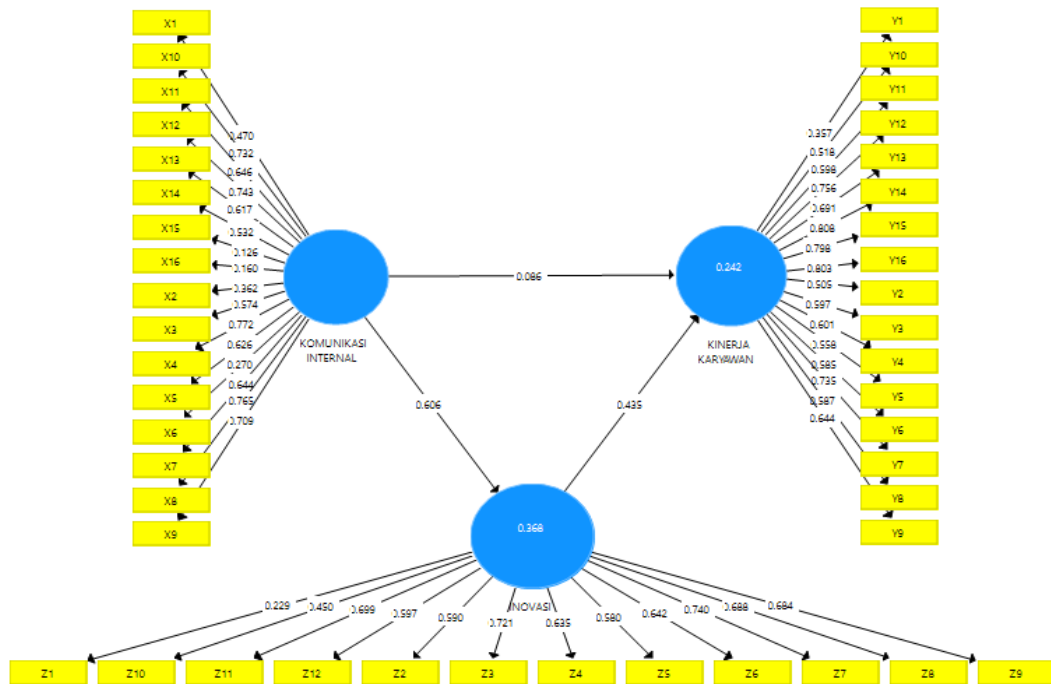 X1
X10
X11
X12
X13
X14
X15
X16
X2
X3
X4
X5
X6
X7
X8
X9
0.470
0.732
0.646
0.743
0.617
0.532
0.126
0.160
0.362
0.574
0.772
0.626
0.270
0.644
0.765
0.709
KOMUNIKASI
INTERNAL
0.086
0.606
0.435
0.242
KINERJA
KARYAWAN
0.357
0.518
0.598
0.756
0.691
0.808
0.798
0.803
0.505
0.597
0.601
0.558
0.585
0.735
0.587
0.644
Y1
Y10
Y11
Y12
Y13
Y14
Y15
Y16
Y2
Y3
Y4
Y5
Y6
Y7
Y8
Y9
0.368
INOVASI
0.229
0.450
0.699
0.597
0.590
0.721
0.635
0.580
0.642
0.740
0.688
0.684
Z1
Z10
Z11
Z12
Z2
Z3
Z4
Z5
Z6
Z7
Z8
Z9